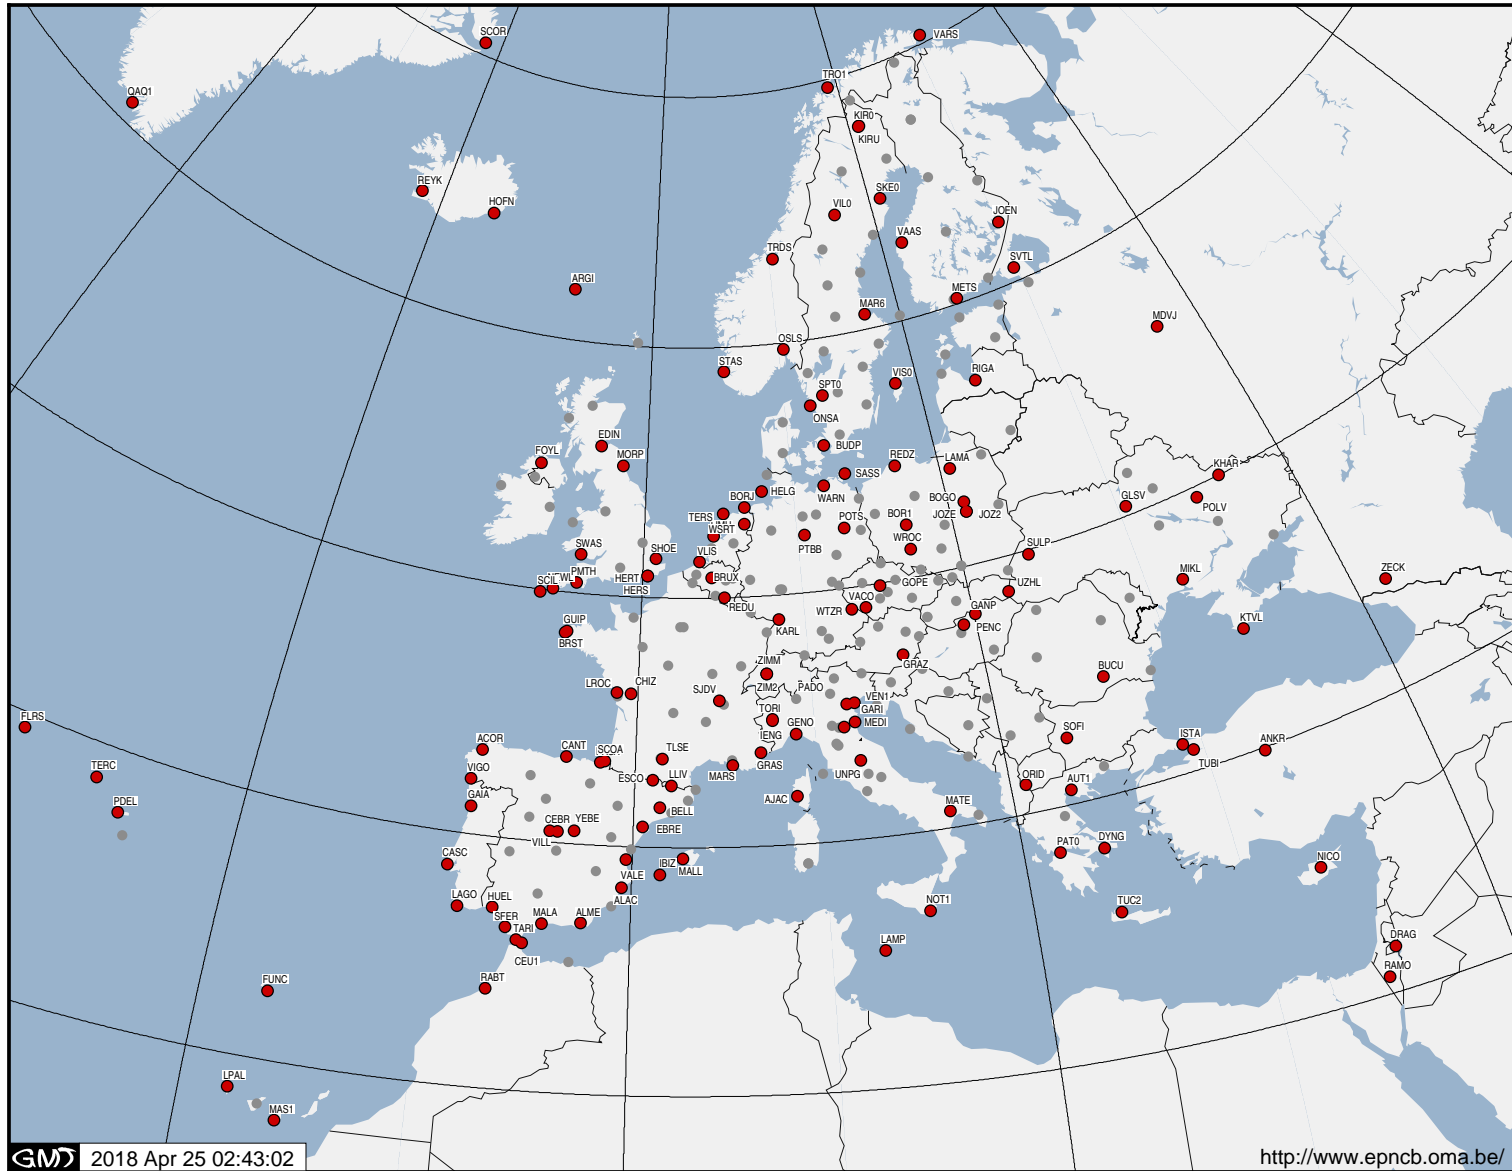 SCOR
VARS
TRO1
QAQ1
KIR0
KIRU
REYK
SKE0
HOFN
VIL0
JOEN
VAAS
TRDS
SVTL
ARGI
METS
MAR6
MDVJ
OSLS
STAS
RIGA
VIS0
SPT0
ONSA
EDIN
BUDP
FOYL
MORP
REDZ
LAMA
KHAR
SASS
HELG
WARN
BORJ
GLSV
POLV
BOGO
TERS
JOZE
JOZ2
WSRT
POTS
BOR1
PTBB
WROC
SWAS
SHOE
VLIS
SULP
PMTH
SCIL
HERT
HERS
BRUX
GOPE
UZHL
MIKL
ZECK
REDU
VACO
WTZR
GANP
GUIP
BRST
KARL
PENC
KTVL
GRAZ
ZIMM
ZIM2
BUCU
LROC
CHIZ
SJDV
PADO
VEN1
GARI
TORI
IENG
GENO
MEDI
FLRS
ACOR
CANT
SCOA
TLSE
SOFI
ISTA
TUBI
ANKR
TERC
VIGO
ESCO
LLIV
MARS
GRAS
UNPG
ORID
AUT1
GAIA
PDEL
BELL
AJAC
MATE
CEBR
YEBE
VILL
EBRE
PAT0
DYNG
CASC
IBIZ
MALL
VALE
NICO
LAGO
HUEL
ALAC
NOT1
TUC2
SFER
MALA
ALME
TARI
CEU1
LAMP
DRAG
RAMO
RABT
FUNC
LPAL
MAS1
GMT
2018 Apr 25 02:43:02
http://www.epncb.oma.be/